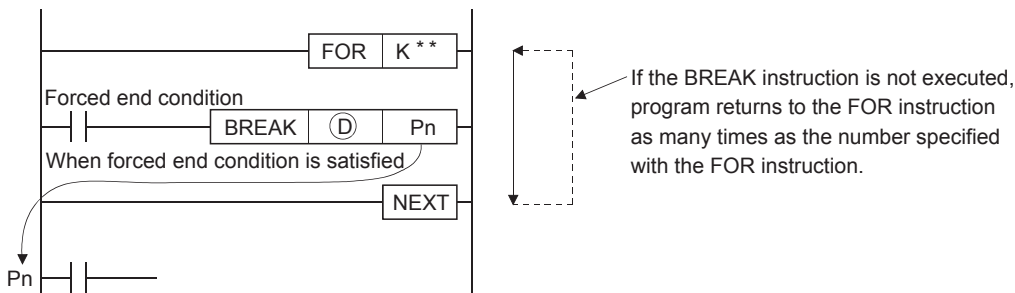 FOR K**
If the BREAK instruction is not executed,
program returns to the FOR instruction
as many times as the number specified
with the FOR instruction.
Forced end condition
BREAK Ⓓ Pn
When forced end condition is satisfied
NEXT
Pn